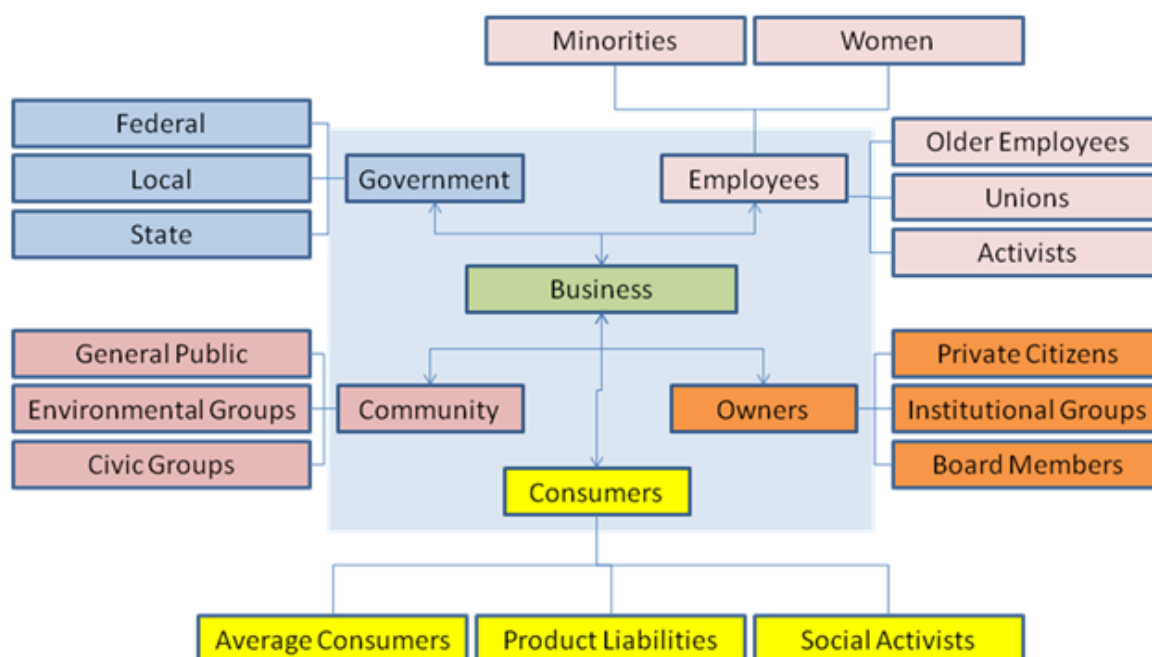 Minorities
Women
Federal
Local
State
Government
Employees
Older Employees
Unions
Activists
Business
General Public
Environmental Groups
Civic Groups
Community
Owners
Private Citizens
Institutional Groups
Board Members
Consumers
Average Consumers
Product Liabilities
Social Activists